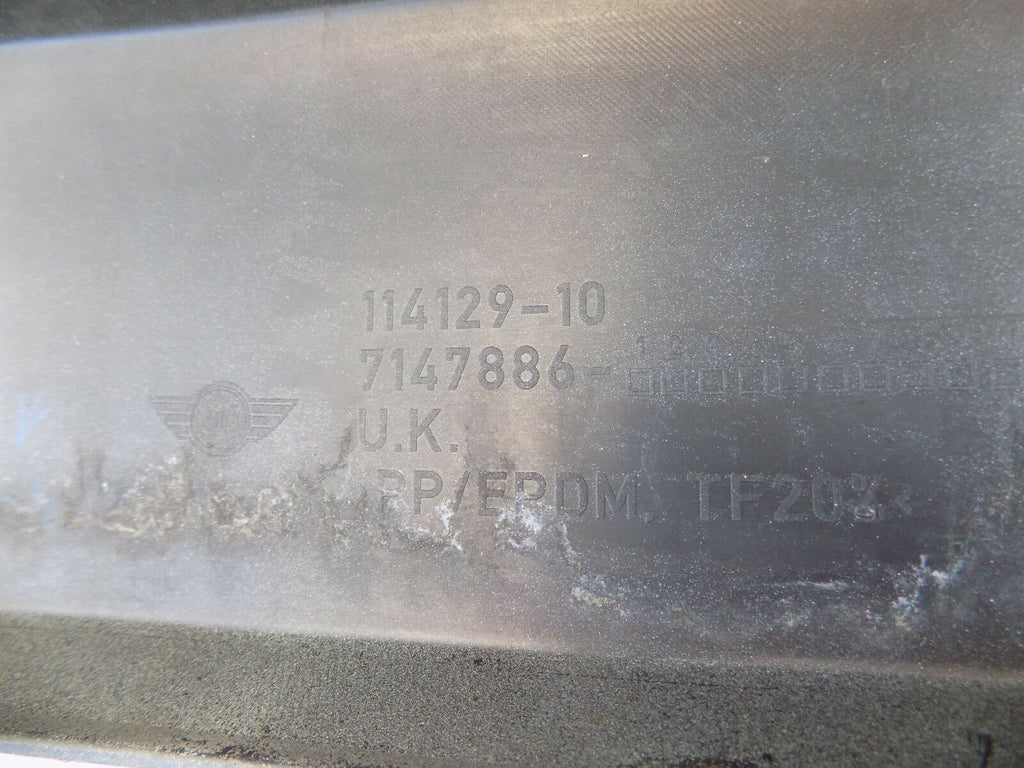 114129-10
7147886-
U.K.
PP/EPDM, TF20%<